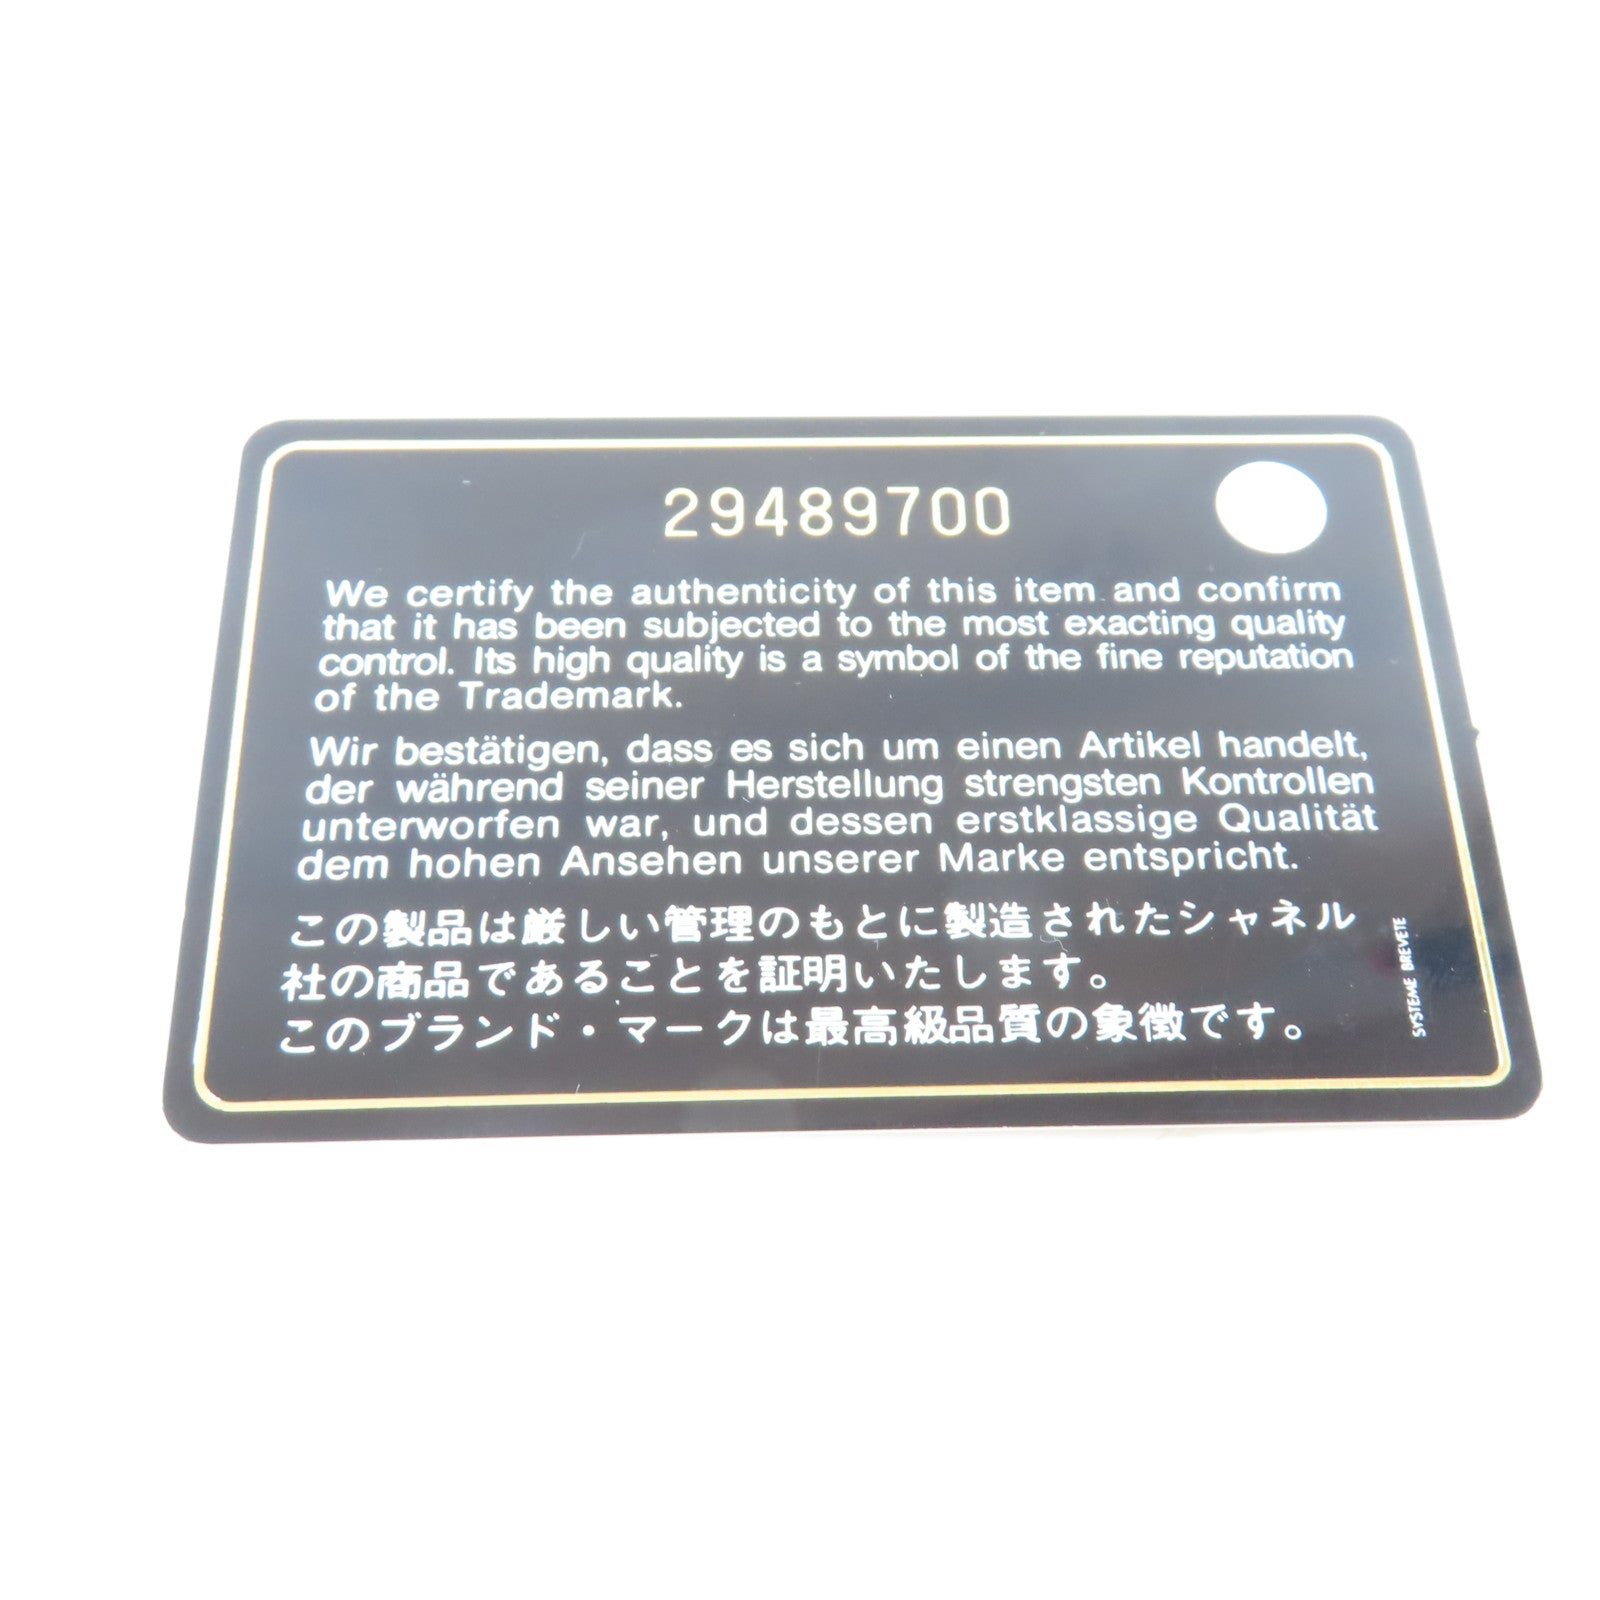 29489700
We certify the authenticity of this item and confirm
that it has been subjected to the most exacting quality
control. Its high quality is a symbol of the fine reputation
of the Trademark.
Wir bestätigen, dass es sich um einen Artikel handelt,
der während seiner Herstellung strengsten Kontrollen
unterworfen war, und dessen erstklassige Qualität
dem hohen Ansehen unserer Marke entspricht.
この製品は厳しい管理のもとに製造されたシャネル
社の商品であることを証明いたします。
このブランド・マークは最高級品質の象徴です。
SYSTEME BREVETE